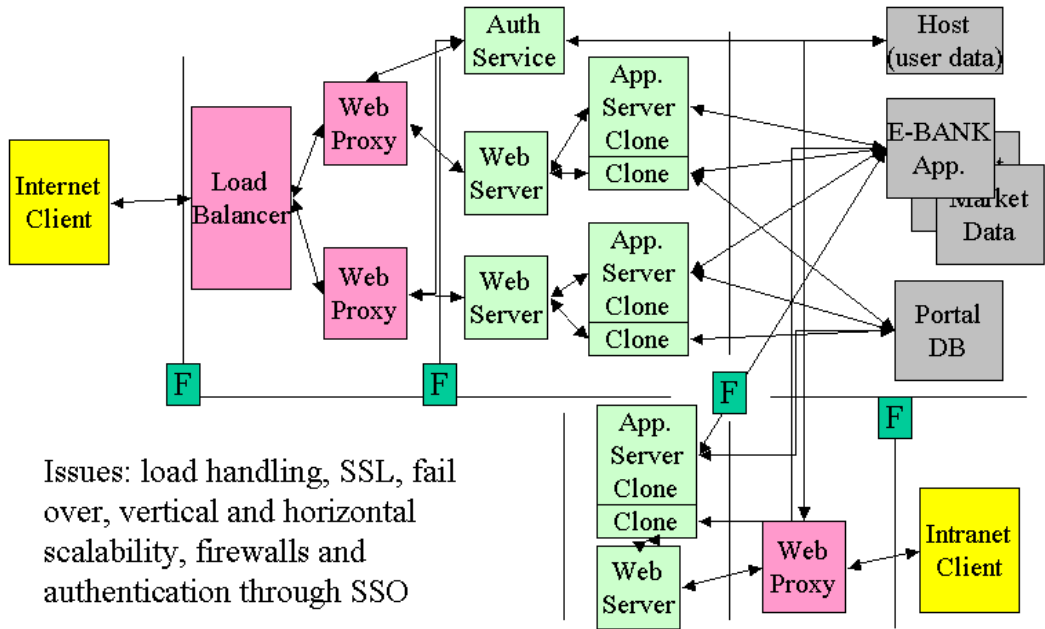 Auth
Service
Host
(user data)
Web
Proxy
App.
Server
Clone
Clone
E-BANK
App.
Internet
Client
Load
Balancer
Web
Server
Market
Data
Web
Proxy
Web
Server
App.
Server
Clone
Clone
Portal
DB
F
F
F
F
App.
Server
Clone
Clone
Issues: load handling, SSL, fail
over, vertical and horizontal
scalability, firewalls and
authentication through SSO
Web
Server
Web
Proxy
Intranet
Client